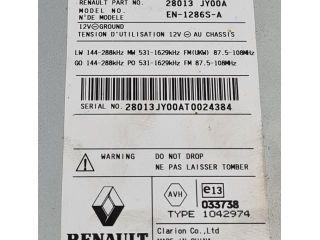 RENAULT PART NO. 28013 JY00A
MODEL NO. EN-1286S-A
N'DE MODELE
12V⎓GROUND
TENSION D'UTILISATION 12V ⎓ AU CHASSIS
LW 144-288kHz MW 531-1629kHz FM(UKW) 87.5-108MHz
GO 144-288kHz PO 531-1629kHz FM 87.5-108MHz
SERIAL NO. 28013JY00AT0024384
WARNING DO NOT DROP
NE PAS LAISSER TOMBER
AVH e13
033738
TYPE 1042974
Clarion Co.,Ltd
RENAULT MADE IN CHINA